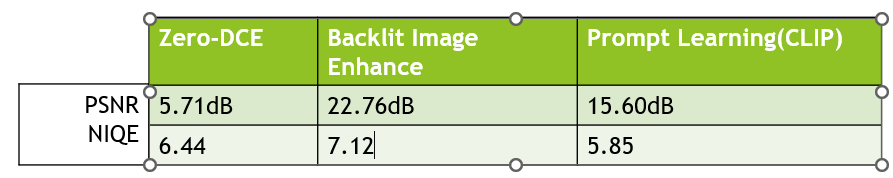 Zero-DCE
Backlit Image
Enhance
Prompt Learning(CLIP)
PSNR
5.71dB
22.76dB
15.60dB
NIQE
6.44
7.12
5.85